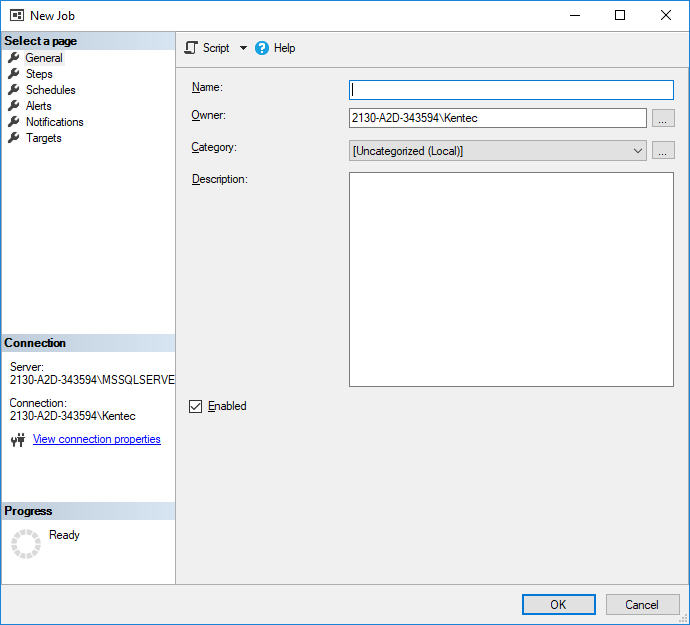 New Job
Select a page
General
Steps
Schedules
Alerts
Notifications
Targets
Script
Help
Name:
Owner:
2130-A2D-343594\Kentec
...
Category:
[Uncategorized (Local)]
...
Description:
Enabled
Connection
Server:
2130-A2D-343594\MSSQLSERVE
Connection:
2130-A2D-343594\Kentec
View connection properties
Progress
Ready
OK
Cancel